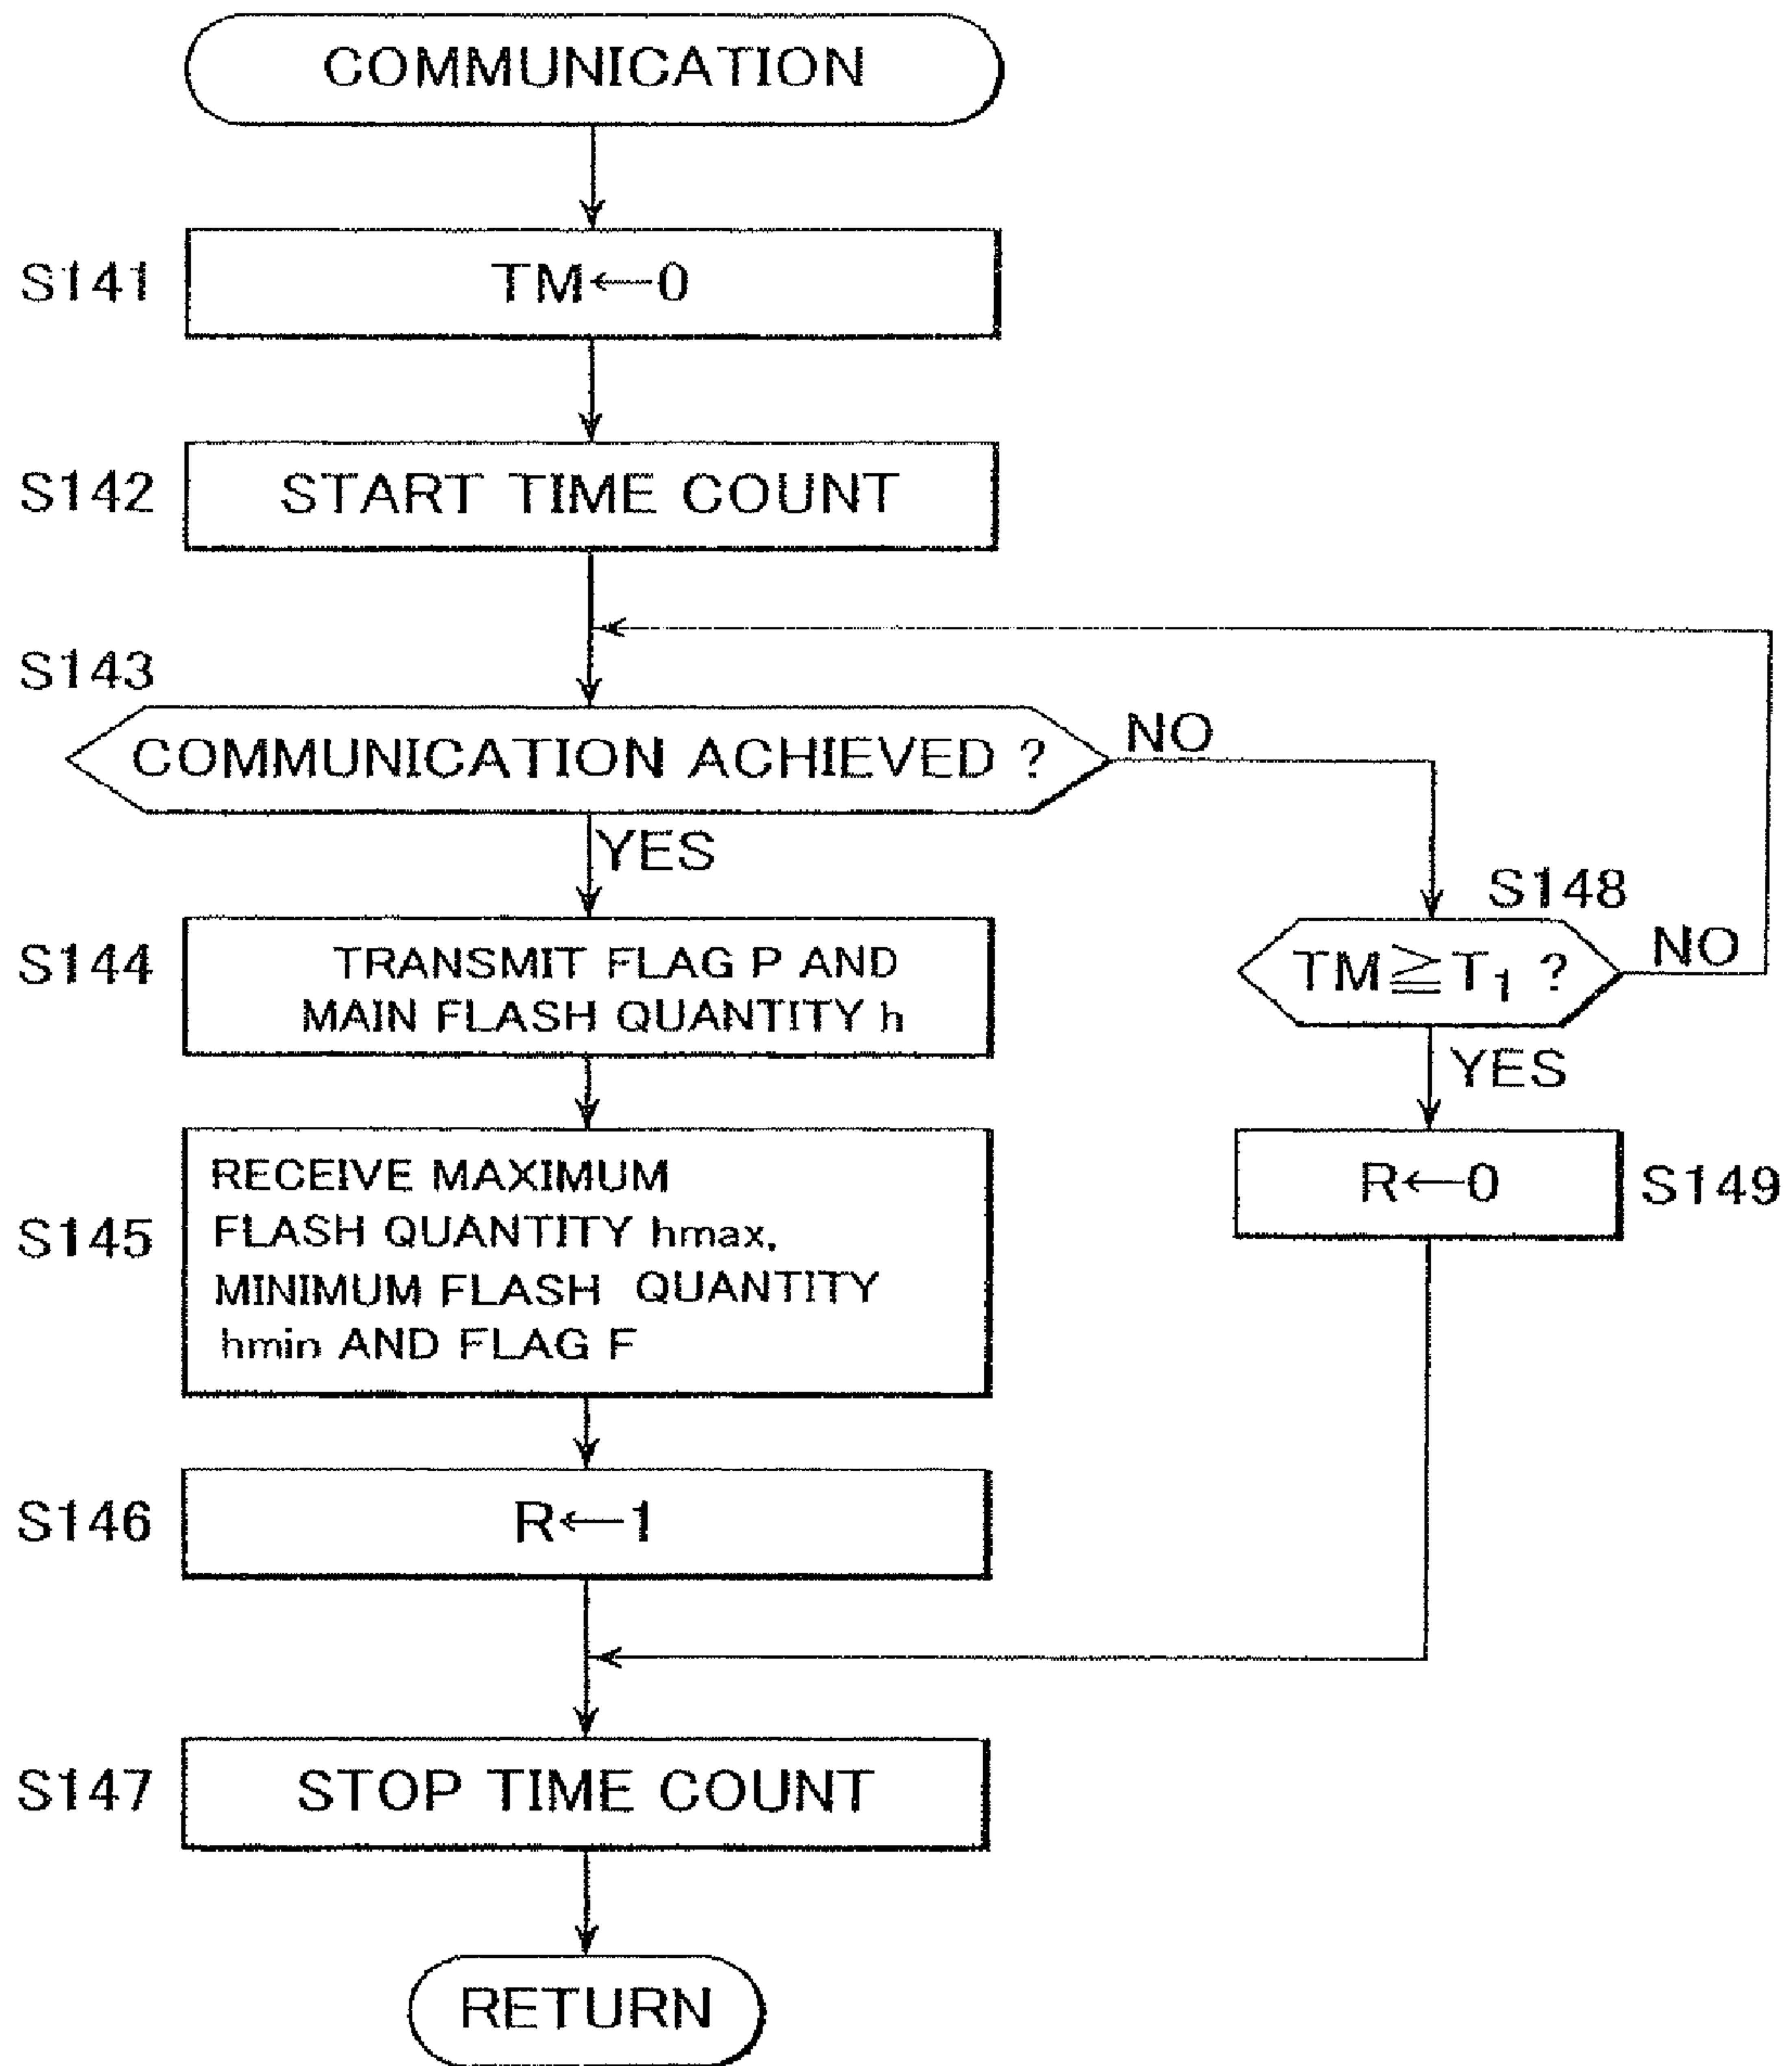 COMMUNICATION
S141
TM←0
S142
START TIME COUNT
S143
COMMUNICATION ACHIEVED ?
NO
YES
S144
TRANSMIT FLAG P AND
MAIN FLASH QUANTITY h
S148
TM≧T1 ?
NO
YES
S145
RECEIVE MAXIMUM
FLASH QUANTITY hmax,
MINIMUM FLASH QUANTITY
hmin AND FLAG F
R←0
S149
S146
R←1
S147
STOP TIME COUNT
RETURN